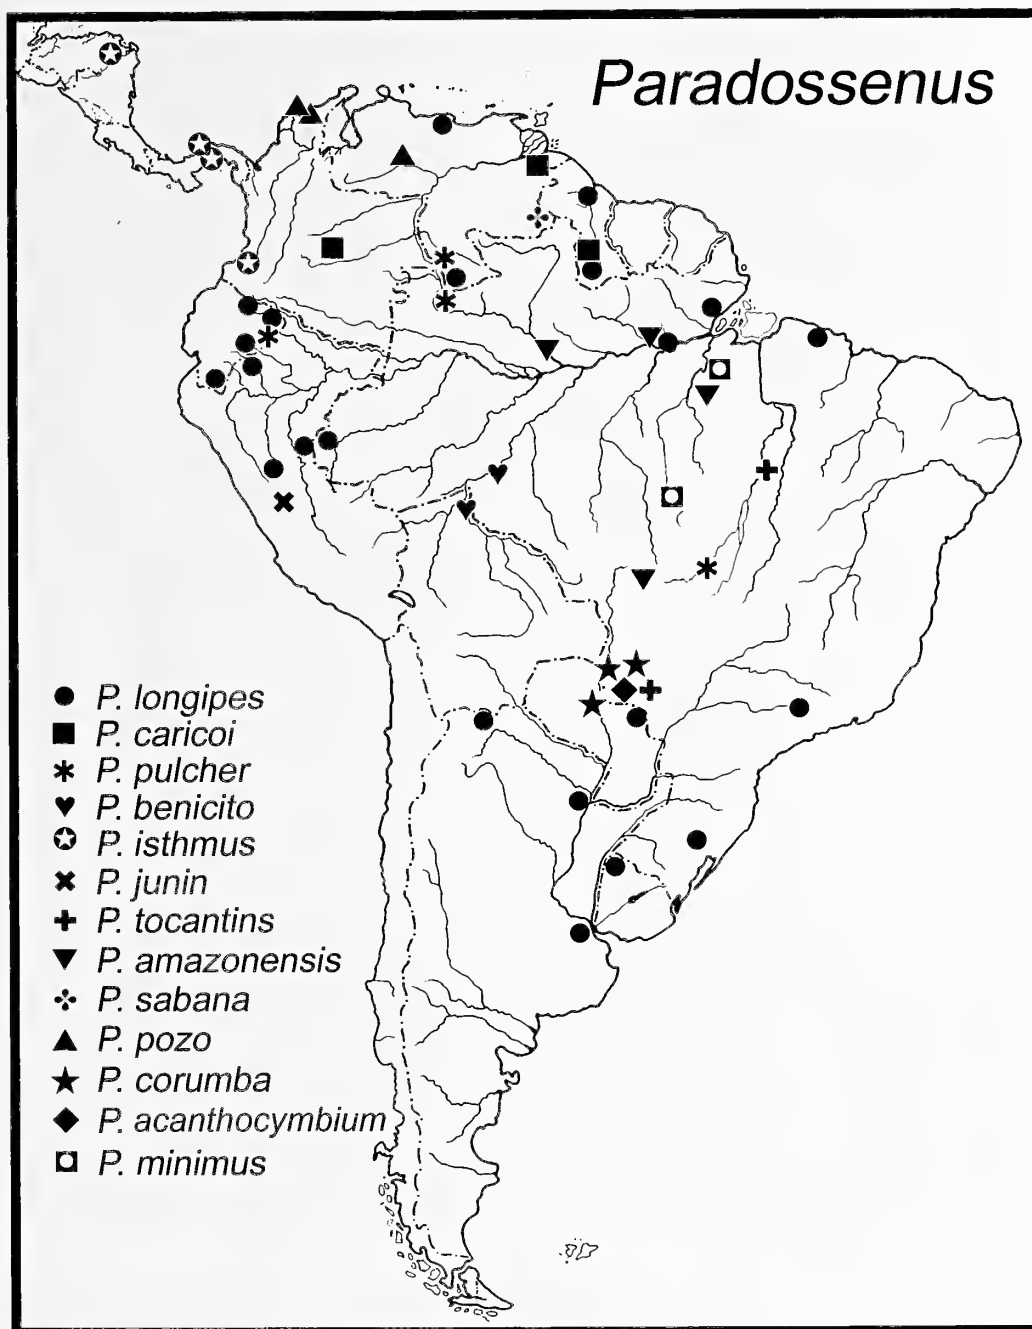 Paradossenus
P. longipes
P. caricoi
P. pulcher
P. benicito
P. isthmus
P. junin
P. tocantins
P. amazonensis
P. sabana
P. pozo
P. corumba
P. acanthocymbium
P. minimus